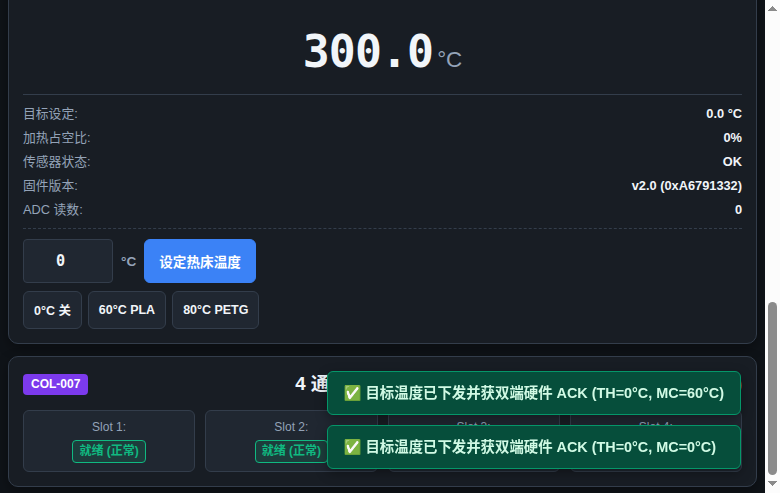 300.0 °C
目标设定: 0.0 °C
加热占空比: 0%
传感器状态: OK
固件版本: v2.0 (0xA6791332)
ADC 读数: 0
0 °C 设定热床温度
0°C 关 60°C PLA 80°C PETG
COL-007 4 通
✅ 目标温度已下发并获双端硬件 ACK (TH=0°C, MC=60°C)
Slot 1: Slot 2:
就绪 (正常) 就绪 (正常)
✅ 目标温度已下发并获双端硬件 ACK (TH=0°C, MC=0°C)